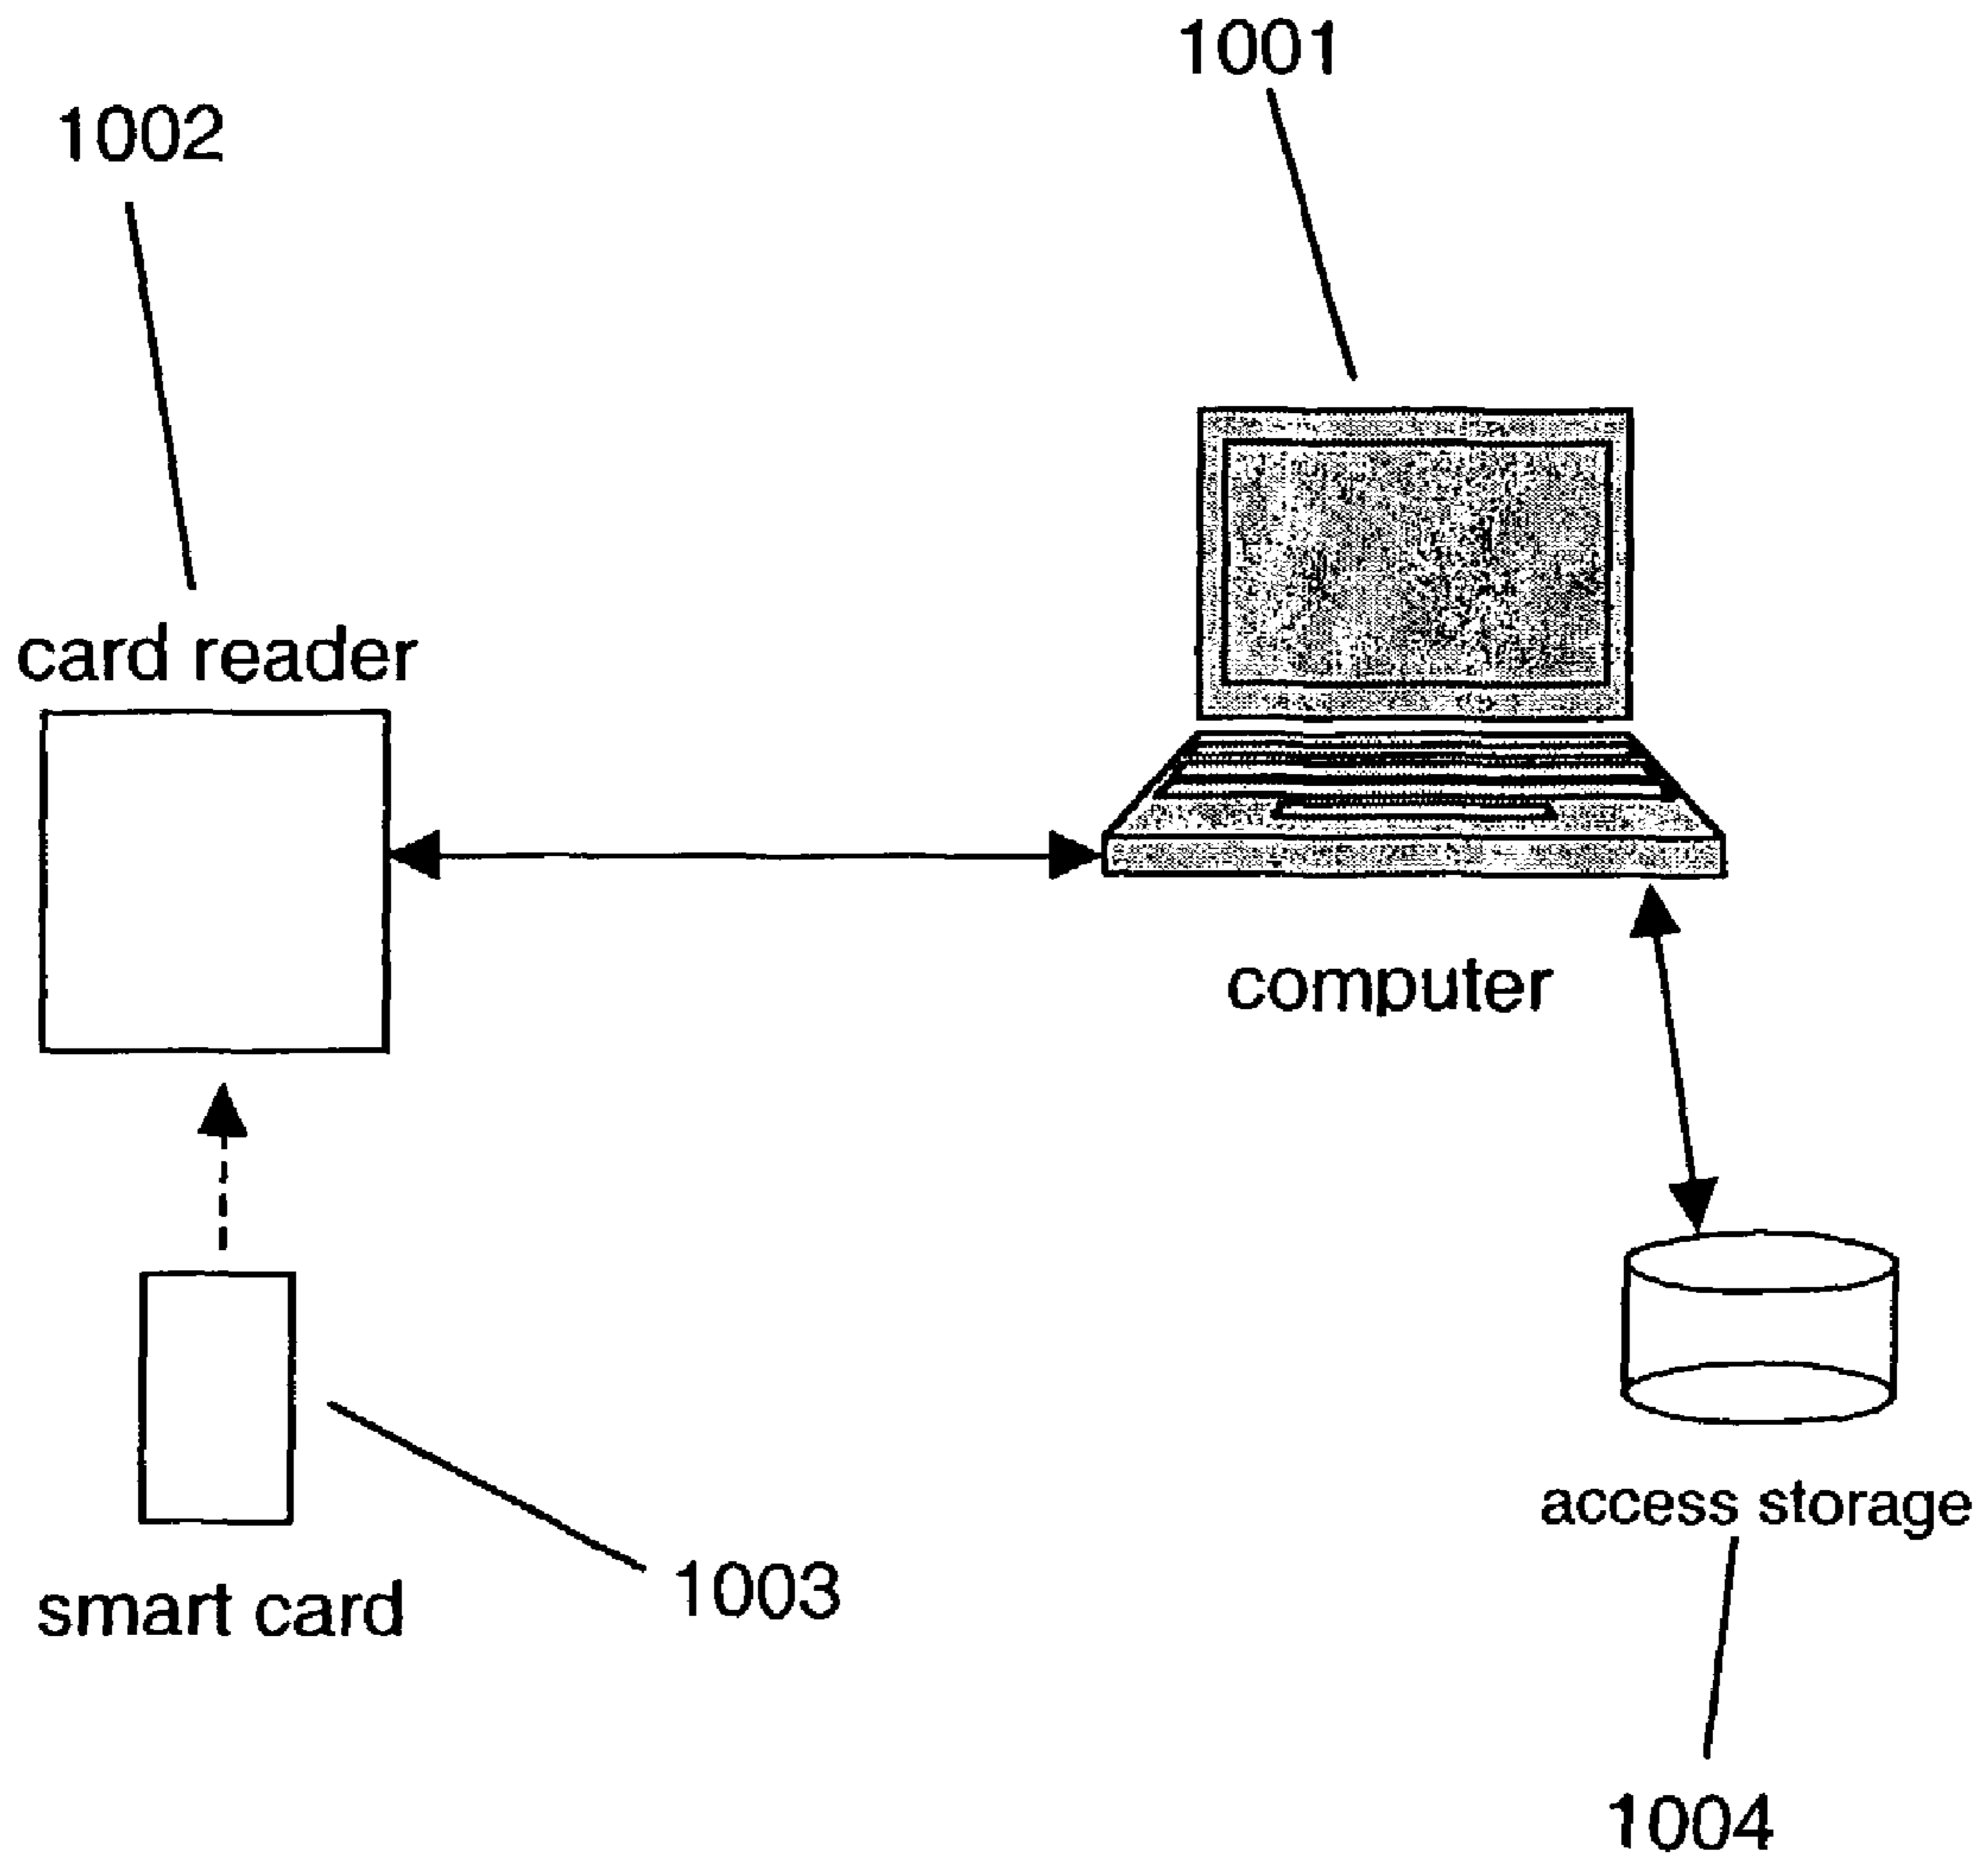 1001
1002
card reader
computer
access storage
smart card
1003
1004